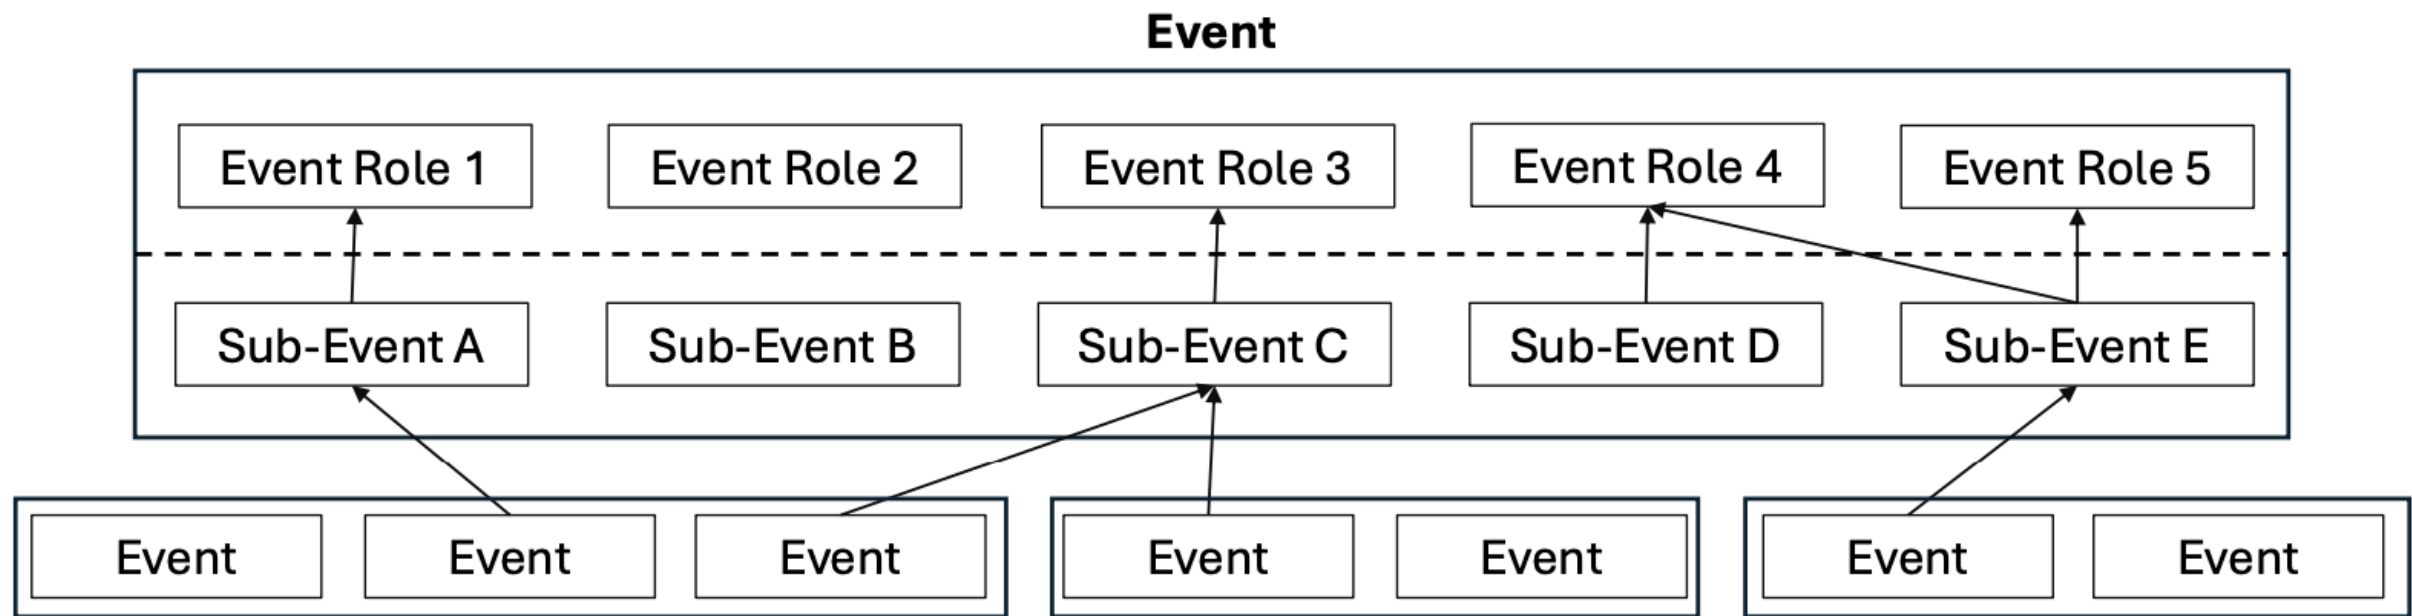 Event
Event Role 1
Event Role 2
Event Role 3
Event Role 4
Event Role 5
Sub-Event A
Sub-Event B
Sub-Event C
Sub-Event D
Sub-Event E
Event
Event
Event
Event
Event
Event
Event